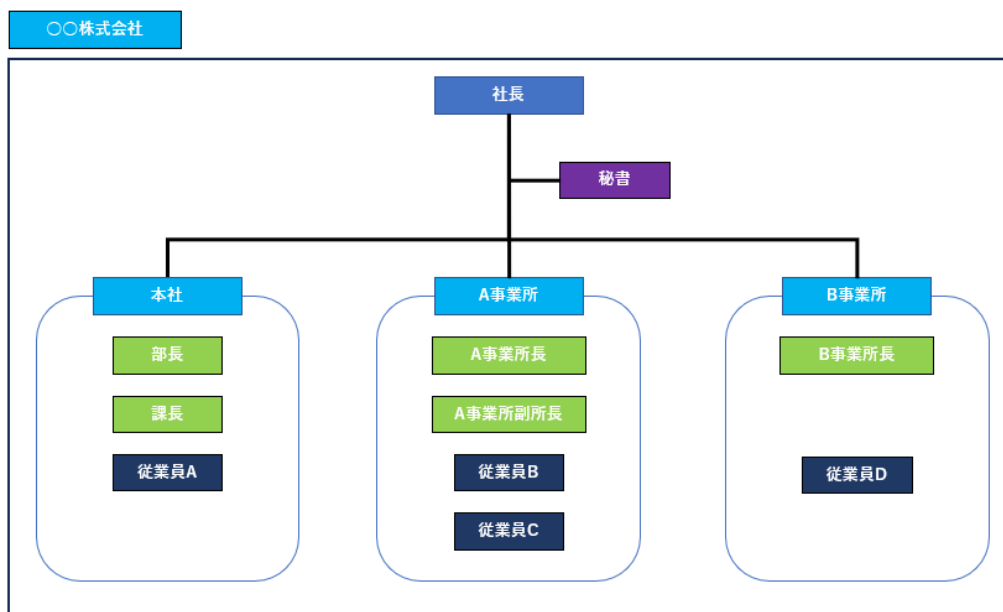 〇〇株式会社
社長
秘書
本社
A事業所
B事業所
部長
A事業所長
B事業所長
課長
A事業所副所長
従業員A
従業員B
従業員D
従業員C